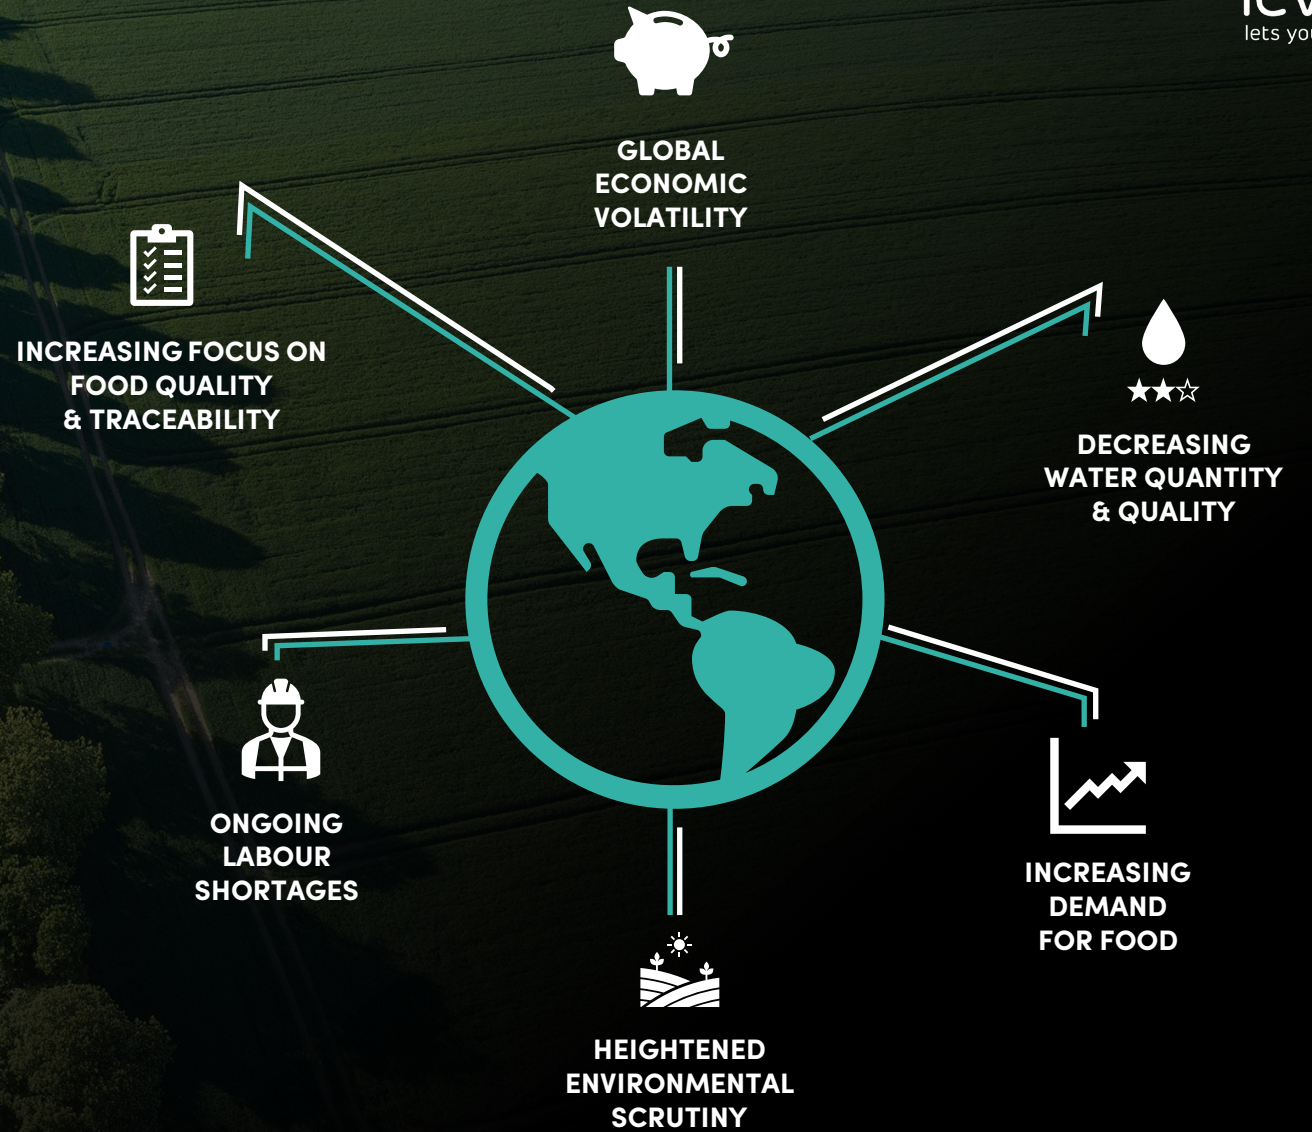 lets you
GLOBAL
ECONOMIC
VOLATILITY
INCREASING FOCUS ON
FOOD QUALITY
& TRACEABILITY
DECREASING
WATER QUANTITY
& QUALITY
ONGOING
LABOUR
SHORTAGES
INCREASING
DEMAND
FOR FOOD
HEIGHTENED
ENVIRONMENTAL
SCRUTINY